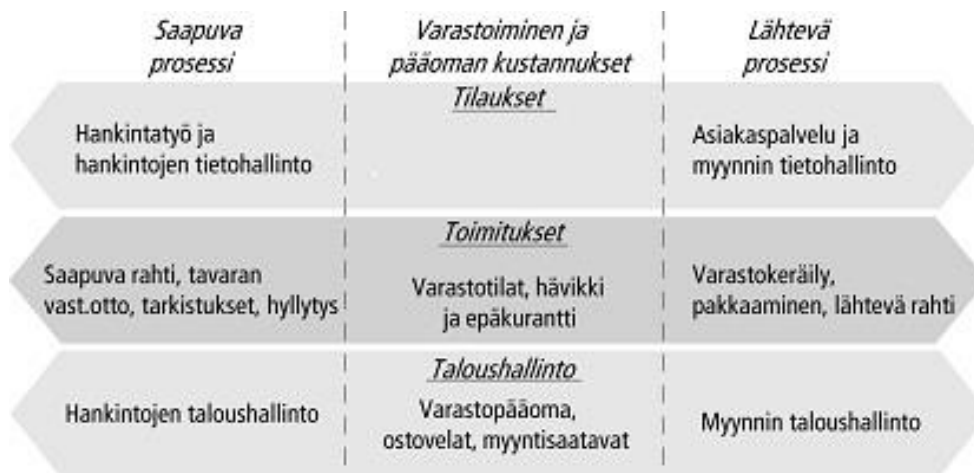 Saapuva
prosessi
Varastoiminen ja
pääoman kustannukset
Lähtevä
prosessi
Tilaukset
Hankintatyö ja
hankintojen tietohallinto
Asiakaspalvelu ja
myynnin tietohallinto
Toimitukset
Saapuva rahti, tavaran
vast.otto, tarkistukset, hyllytys
Varastotilat, hävikki
ja epäkurantti
Varastokeräily,
pakkaaminen, lähtevä rahti
Taloushallinto
Hankintojen taloushallinto
Varastopääoma,
ostovelat, myyntisaatavat
Myynnin taloushallinto